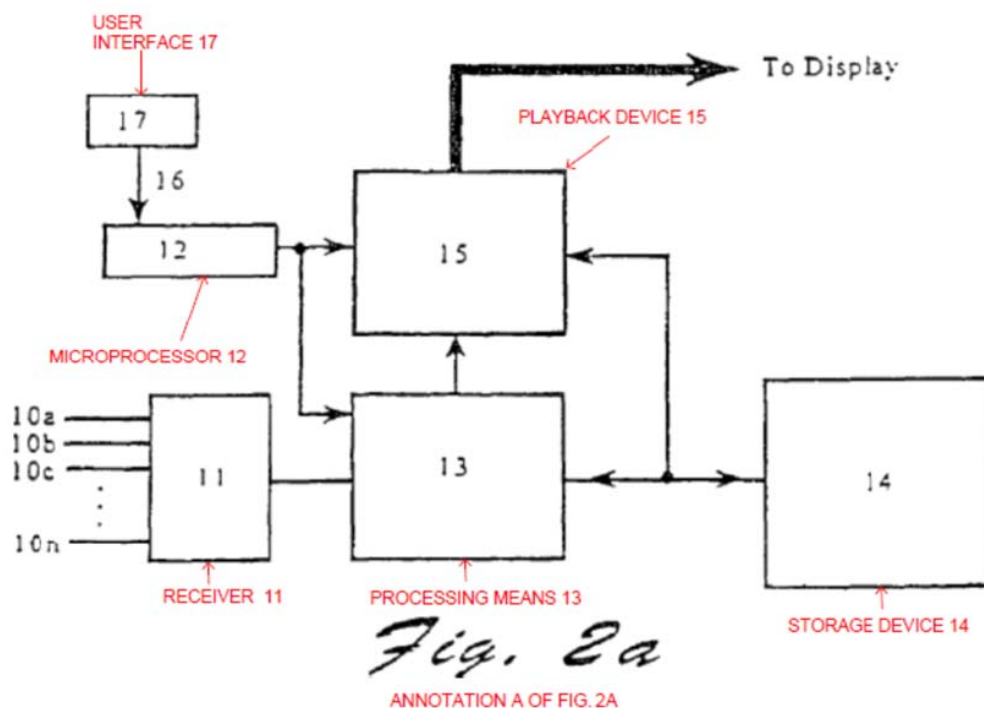 USER
INTERFACE 17
To Display
PLAYBACK DEVICE 15
17
16
12
15
MICROPROCESSOR 12
10a
10b
10c
10n
11
13
14
RECEIVER 11
PROCESSING MEANS 13
STORAGE DEVICE 14
Fig. 2a
ANNOTATION A OF FIG. 2A